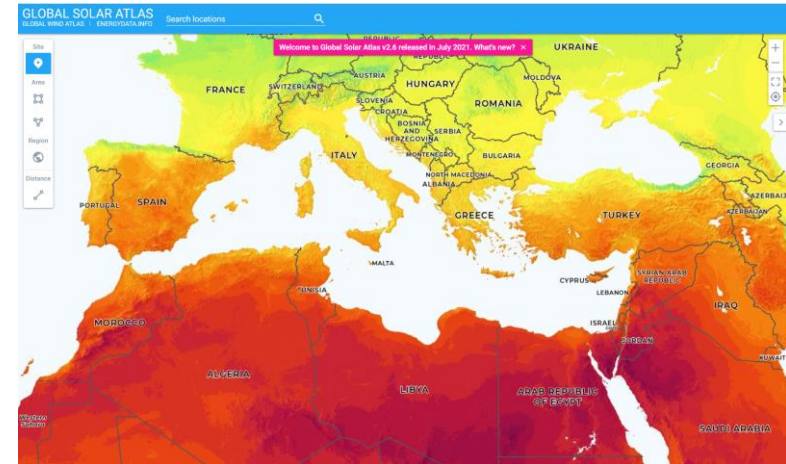 GLOBAL SOLAR ATLAS
GLOBAL WIND ATLAS | ENERGYDATA.INFO
Search locations
Welcome to Global Solar Atlas v2.6 released in July 2021. What's new? ×
Site
Area
Region
Distance
UKRAINE
AUSTRIA
MOLDOVA
FRANCE
SWITZERLAND
HUNGARY
SLOVENIA
ROMANIA
CROATIA
BOSNIA
AND
HERZEGOVINA
SERBIA
ITALY
MONTENEGRO
BULGARIA
GEORGIA
NORTH MACEDONIA
ALBANIA
PORTUGAL
SPAIN
GREECE
TURKEY
AZERBAIJAN
MALTA
CYPRUS
SYRIAN ARAB
REPUBLIC
LEBANON
TUNISIA
IRAQ
MOROCCO
ISRAEL
JORDAN
KUWAIT
ALGERIA
LIBYA
ARAB REPUBLIC
OF EGYPT
Western
Sahara
SAUDI ARABIA